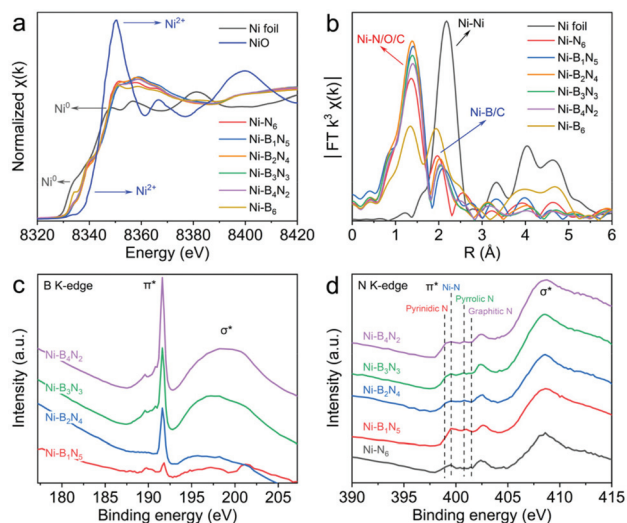 a
Ni²⁺
Ni foil
NiO
Ni⁰
Ni⁰
Ni²⁺
Ni-N₆
Ni-B₁N₅
Ni-B₂N₄
Ni-B₃N₃
Ni-B₄N₂
Ni-B₆
Normalized χ(k)
8320 8340 8360 8380 8400 8420
Energy (eV)
b
Ni-Ni
Ni-N/O/C
Ni-B/C
Ni foil
Ni-N₆
Ni-B₁N₅
Ni-B₂N₄
Ni-B₃N₃
Ni-B₄N₂
Ni-B₆
| FT k³ χ(k) |
0 1 2 3 4 5 6
R (Å)
c
B K-edge
π*
σ*
Ni-B₄N₂
Ni-B₃N₃
Ni-B₂N₄
Ni-B₁N₅
Intensity (a.u.)
180 185 190 195 200 205
Binding energy (eV)
d
N K-edge
π*
Ni-N
Pyrinidic N
Pyrrolic N
Graphitic N
σ*
Ni-B₄N₂
Ni-B₃N₃
Ni-B₂N₄
Ni-B₁N₅
Ni-N₆
Intensity (a.u.)
390 395 400 405 410 415
Binding energy (eV)